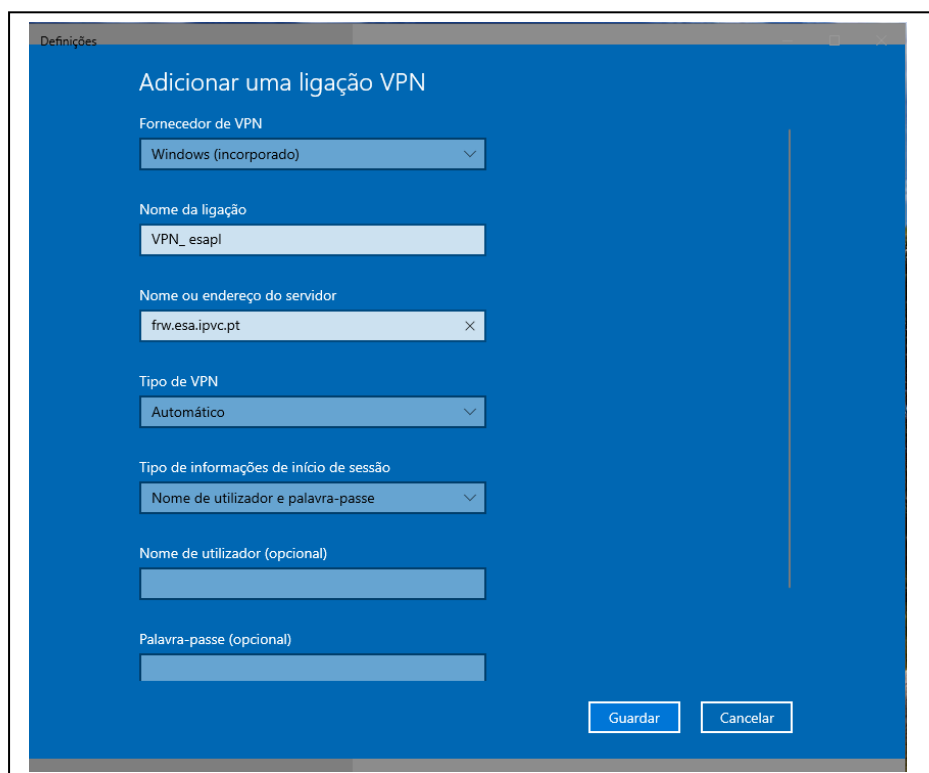 Definições
Adicionar uma ligação VPN
Fornecedor de VPN
Windows (incorporado)
Nome da ligação
VPN_ esapl
Nome ou endereço do servidor
frw.esa.ipvc.pt
Tipo de VPN
Automático
Tipo de informações de início de sessão
Nome de utilizador e palavra-passe
Nome de utilizador (opcional)
Palavra-passe (opcional)
Guardar
Cancelar